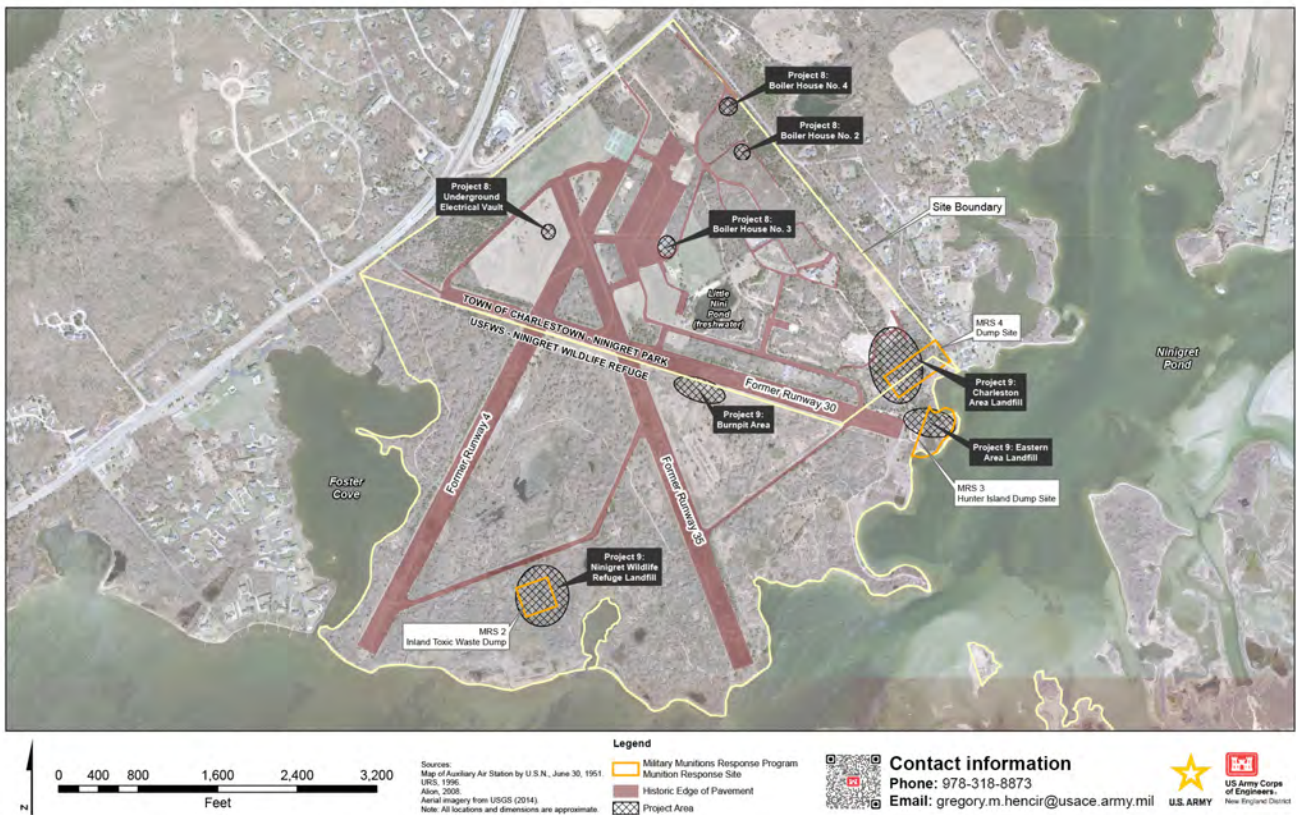 Project 8:
Boiler House No. 4
Project 8:
Boiler House No. 2
Project 8:
Underground
Electrical Vault
Site Boundary
Project 8:
Boiler House No. 3
Little
Nini
Pond
(freshwater)
TOWN OF CHARLESTOWN - NINIGRET PARK
USFWS - NINIGRET WILDLIFE REFUGE
MRS 4
Dump Site
Ninigret
Pond
Project 9:
Charleston
Area Landfill
Former Runway 30
Project 9:
Burnpit Area
Project 9: Eastern
Area Landfill
Former Runway 4
Foster
Cove
MRS 3
Hunter Island Dump Siite
Former Runway 35
Project 9:
Ninigret Wildlife
Refuge Landfill
MRS 2
Inland Toxic Waste Dump
N
0 400 800 1,600 2,400 3,200
Feet
Sources:
Map of Auxiliary Air Station by U.S.N., June 30, 1951.
URS, 1996.
Alion, 2008.
Aerial imagery from USGS (2014).
Note: All locations and dimensions are approximate.
Legend
Military Munitions Response Program
Munition Response Site
Historic Edge of Pavement
Project Area
Contact information
Phone: 978-318-8873
Email: gregory.m.hencir@usace.army.mil
U.S. ARMY
US Army Corps
of Engineers®
New England District